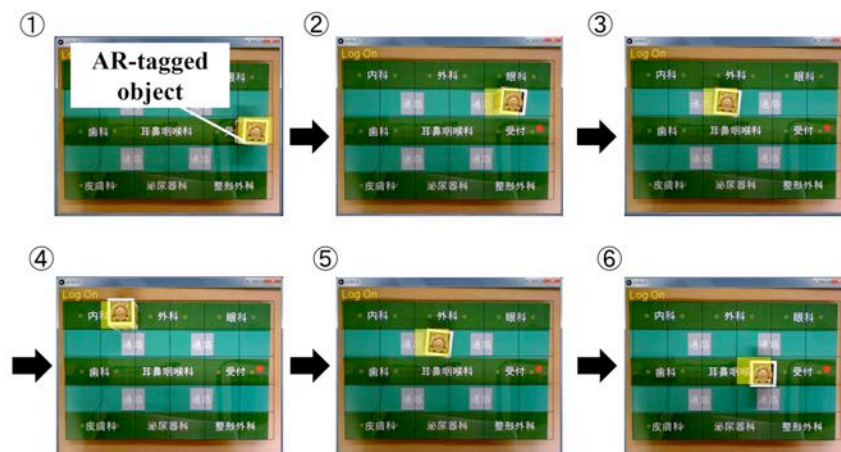 ①
Log On
AR-tagged
object
科
歯科 耳鼻咽喉科
皮膚科 泌尿器科 整形外科
②
Log On
内科 外科 眼科
歯科 耳鼻咽喉科 受付
皮膚科 泌尿器科 整形外科
③
Log On
内科 外科 眼科
歯科 耳鼻咽喉科 受付
皮膚科 泌尿器科 整形外科
④
Log On
内科 外科 眼科
歯科 耳鼻咽喉科 受付
皮膚科 泌尿器科 整形外科
⑤
Log On
内科 外科 眼科
歯科 耳鼻咽喉科 受付
皮膚科 泌尿器科 整形外科
⑥
Log On
内科 外科 眼科
歯科 耳鼻咽喉 受付
皮膚科 泌尿器科 整形外科